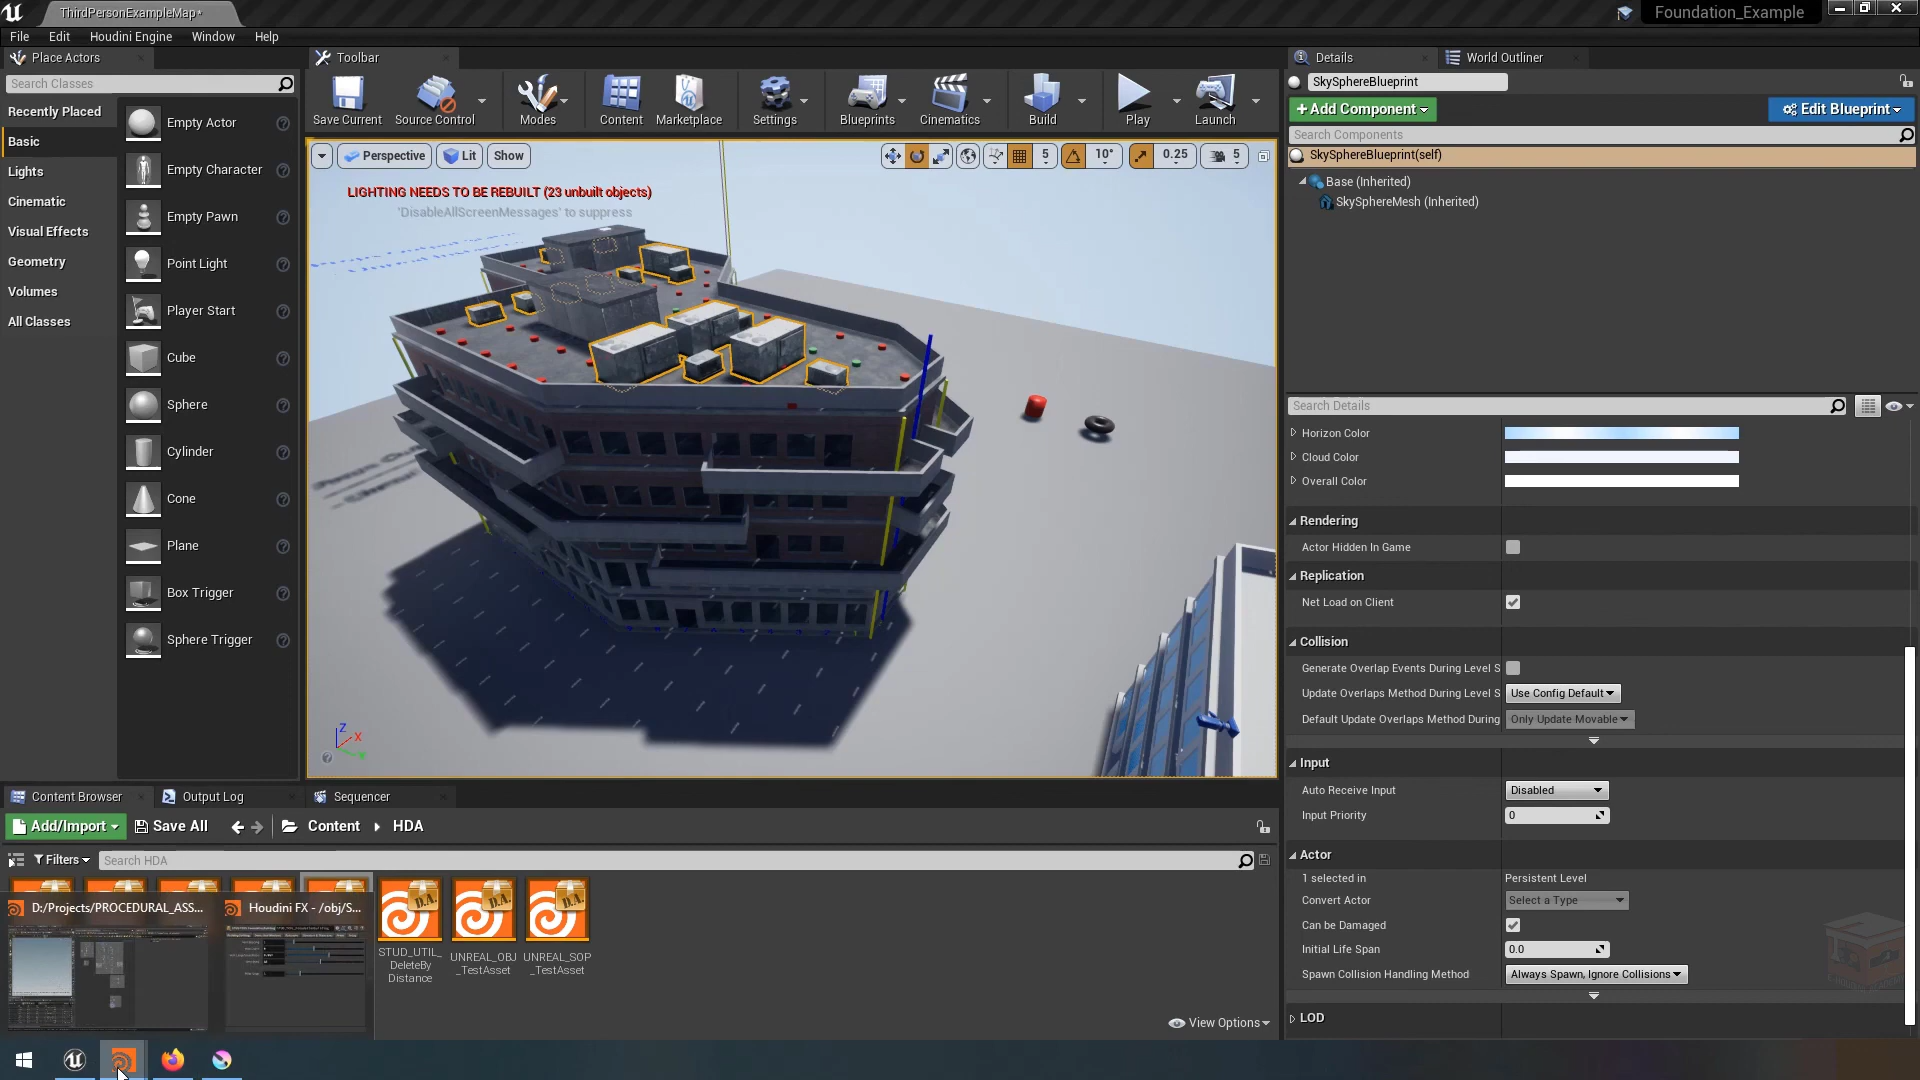 ThirdPersonExampleMap*
Foundation_Example
File Edit Houdini Engine Window Help
Place Actors
Toolbar
Details
World Outliner
Search Classes
SkySphereBlueprint
Recently Placed
Basic
Lights
Cinematic
Visual Effects
Geometry
Volumes
All Classes
Empty Actor
Empty Character
Empty Pawn
Point Light
Player Start
Cube
Sphere
Cylinder
Cone
Plane
Box Trigger
Sphere Trigger
Save Current
Source Control
Modes
Content
Marketplace
Settings
Blueprints
Cinematics
Build
Play
Launch
Perspective
Lit
Show
5
10°
0.25
5
LIGHTING NEEDS TO BE REBUILT (23 unbuilt objects)
'DisableAllScreenMessages' to suppress
Z
X
+Add Component
Edit Blueprint
Search Components
SkySphereBlueprint(self)
Base (Inherited)
SkySphereMesh (Inherited)
Search Details
Horizon Color
Cloud Color
Overall Color
Rendering
Actor Hidden In Game
Replication
Net Load on Client
Collision
Generate Overlap Events During Level S
Update Overlaps Method During Level S
Use Config Default
Default Update Overlaps Method During
Only Update Movable
Input
Auto Receive Input
Disabled
Input Priority
0
Actor
1 selected in
Persistent Level
Convert Actor
Select a Type
Can be Damaged
Initial Life Span
0.0
Spawn Collision Handling Method
Always Spawn, Ignore Collisions
LOD
Content Browser
Output Log
Sequencer
Add/Import
Save All
Content
HDA
Filters
Search HDA
D:/Projects/PROCEDURAL_ASS...
Houdini FX - /obj/S...
D.A.
D.A.
D.A.
STUD_UTIL_
DeleteBy
Distance
UNREAL_OBJ
_TestAsset
UNREAL_SOP
_TestAsset
View Options